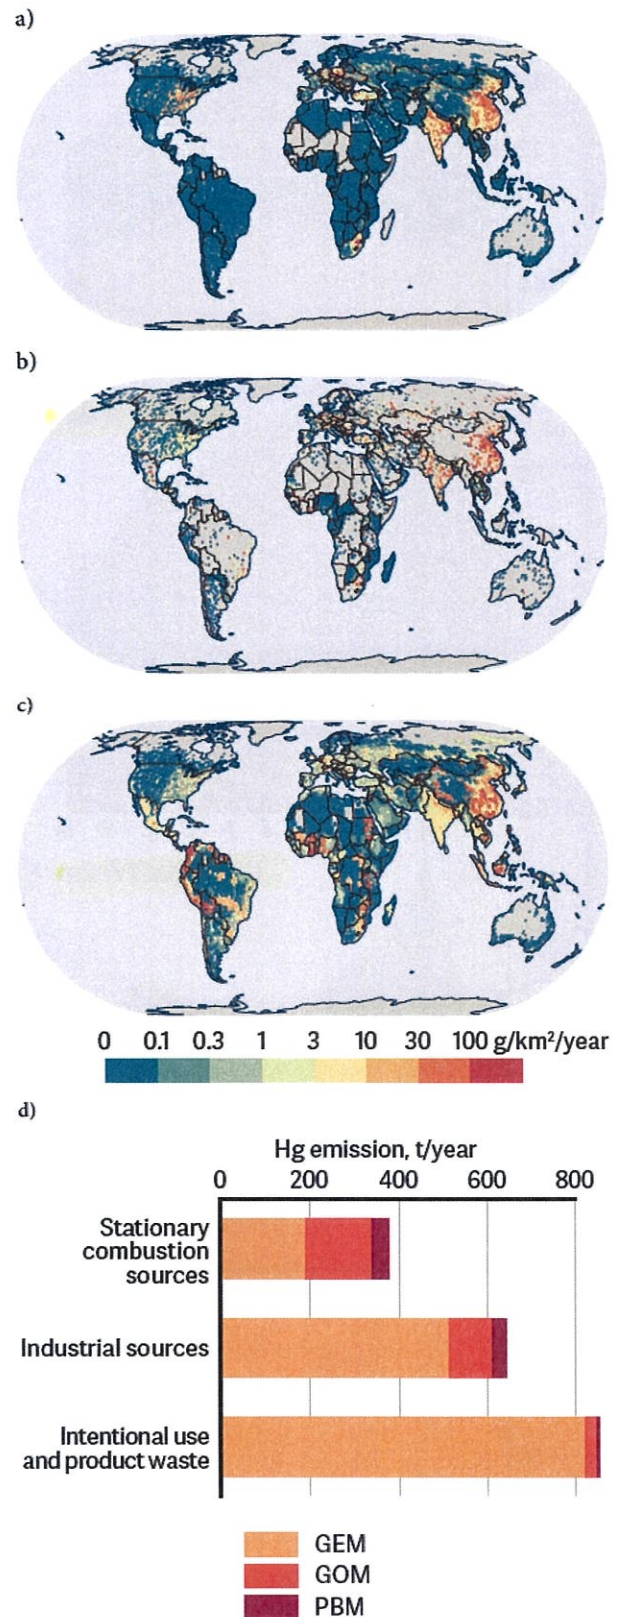 a)
b)
c)
0 0.1 0.3 1 3 10 30 100 g/km²/year
d)
Hg emission, t/year
0 200 400 600 800
Stationary
combustion
sources
Industrial sources
Intentional use
and product waste
GEM
GOM
PBM